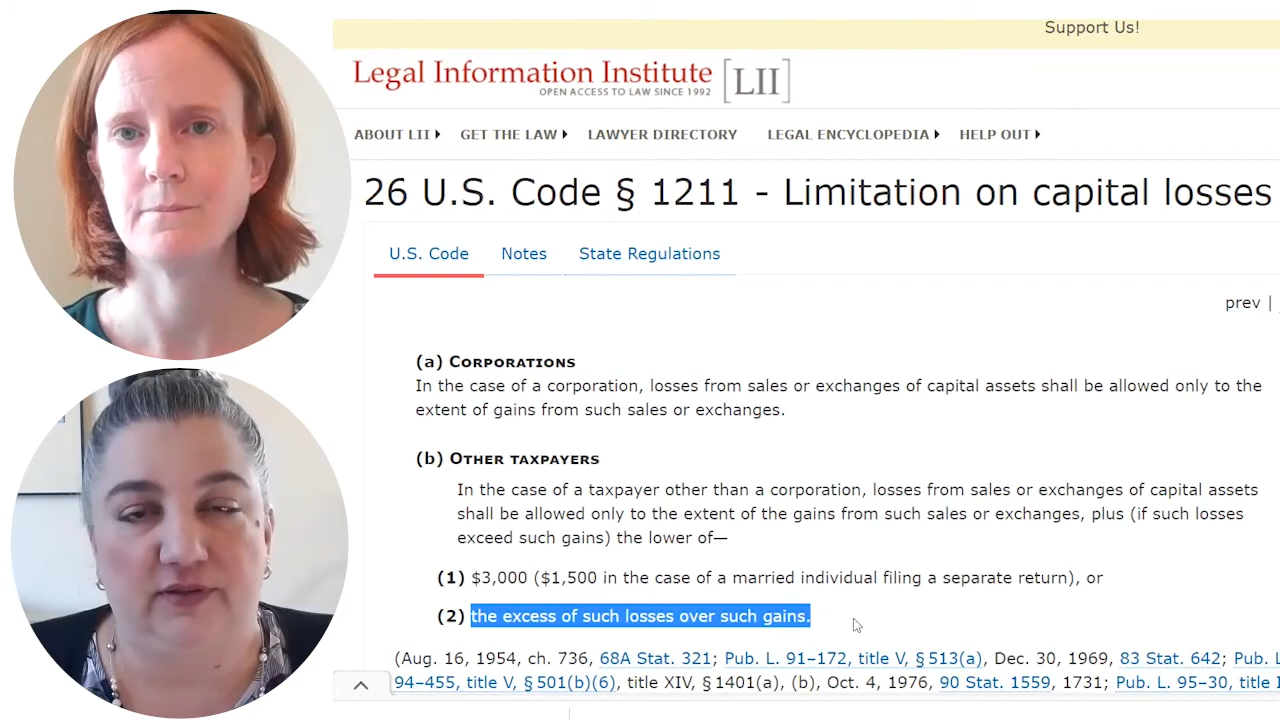 Support Us!
Legal Information Institute [LII]
OPEN ACCESS TO LAW SINCE 1992
ABOUT LII GET THE LAW LAWYER DIRECTORY LEGAL ENCYCLOPEDIA HELP OUT
26 U.S. Code § 1211 - Limitation on capital losses
U.S. Code Notes State Regulations
prev |
(a) CORPORATIONS
In the case of a corporation, losses from sales or exchanges of capital assets shall be allowed only to the
extent of gains from such sales or exchanges.
(b) OTHER TAXPAYERS
In the case of a taxpayer other than a corporation, losses from sales or exchanges of capital assets
shall be allowed only to the extent of the gains from such sales or exchanges, plus (if such losses
exceed such gains) the lower of—
(1) $3,000 ($1,500 in the case of a married individual filing a separate return), or
(2) the excess of such losses over such gains.
(Aug. 16, 1954, ch. 736, 68A Stat. 321; Pub. L. 91–172, title V, § 513(a), Dec. 30, 1969, 83 Stat. 642; Pub. L
94–455, title V, § 501(b)(6), title XIV, § 1401(a), (b), Oct. 4, 1976, 90 Stat. 1559, 1731; Pub. L. 95–30, title I